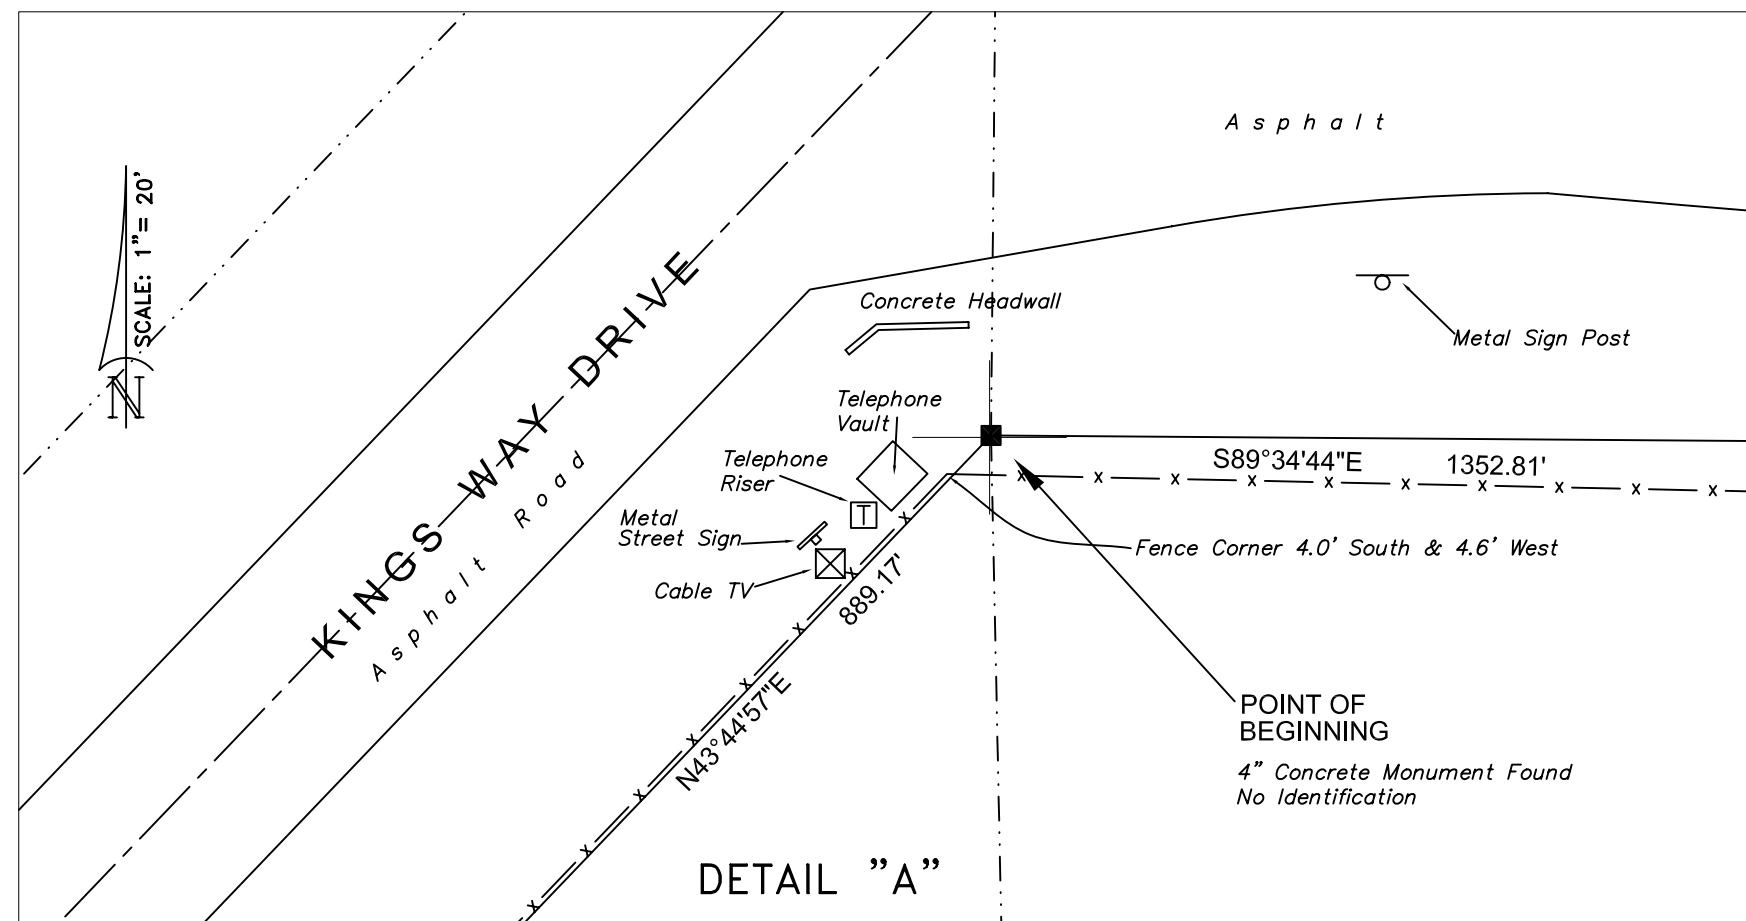 Asphalt
SCALE: 1"= 20'
N
KINGS WAY DRIVE
Asphalt Road
Concrete Headwall
Metal Sign Post
Telephone
Vault
Telephone
Riser
T
Metal
Street Sign
Cable TV
S89°34'44"E 1352.81'
Fence Corner 4.0' South & 4.6' West
889.17'
N43°44'57"E
POINT OF
BEGINNING
4” Concrete Monument Found
No Identification
DETAIL ”A”